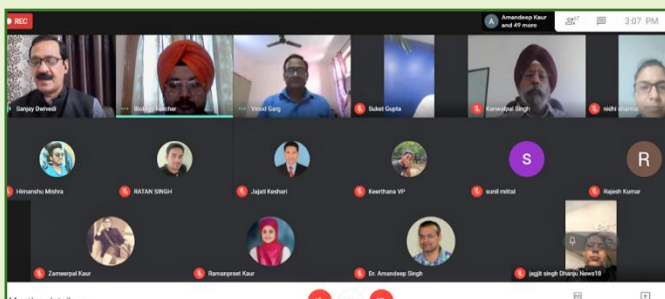 REC
A Amandeep Kaur
and 49 more
3:07 PM
Sanjay Dwivedi
Teacher
Vinod Garg
Suket Gupta
Kanwalpal Singh
nidhi sharma
Himanshu Mishra
RATAN SINGH
Jajati Keshari
Keerthana VP
S
sunil mittal
R
Rajesh Kumar
Zameerpal Kaur
Ramanpreet Kaur
Dr. Amandeep Singh
jagjit singh Dhanju News18